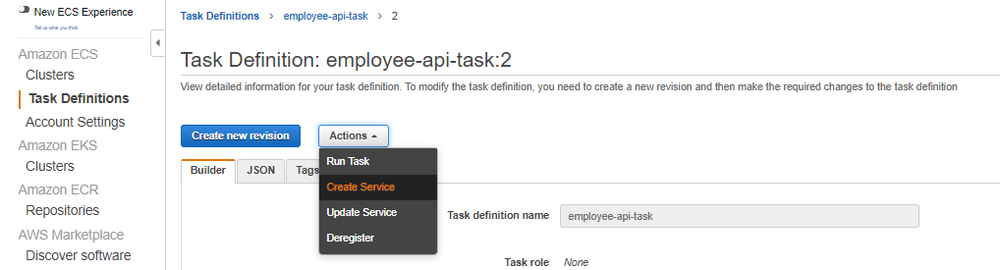 New ECS Experience
Tell us what you think
Amazon ECS
Clusters
Task Definitions
Account Settings
Amazon EKS
Clusters
Amazon ECR
Repositories
AWS Marketplace
Discover software
Task Definitions > employee-api-task > 2
Task Definition: employee-api-task:2
View detailed information for your task definition. To modify the task definition, you need to create a new revision and then make the required changes to the task definition
Create new revision Actions
Run Task
Create Service
Update Service
Deregister
Builder JSON Tags
Task definition name employee-api-task
Task role None